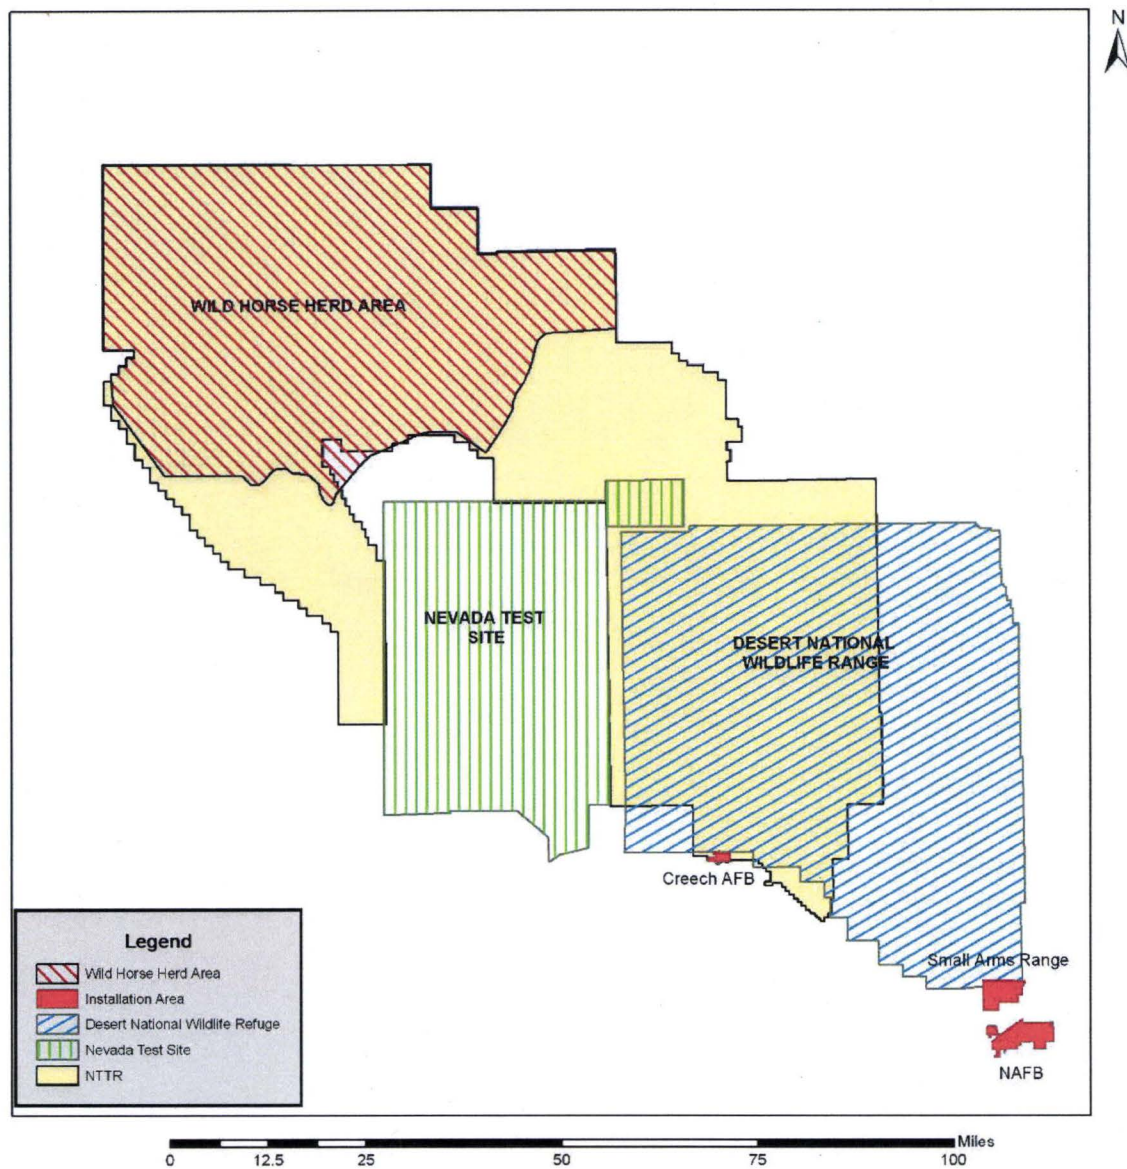 N
WILD HORSE HERD AREA
NEVADA TEST
SITE
DESERT NATIONAL
WILDLIFE RANGE
Creech AFB
Small Arms Range
NAFB
Legend
Wild Horse Herd Area
Installation Area
Desert National Wildlife Refuge
Nevada Test Site
NTTR
Miles
0 12.5 25 50 75 100